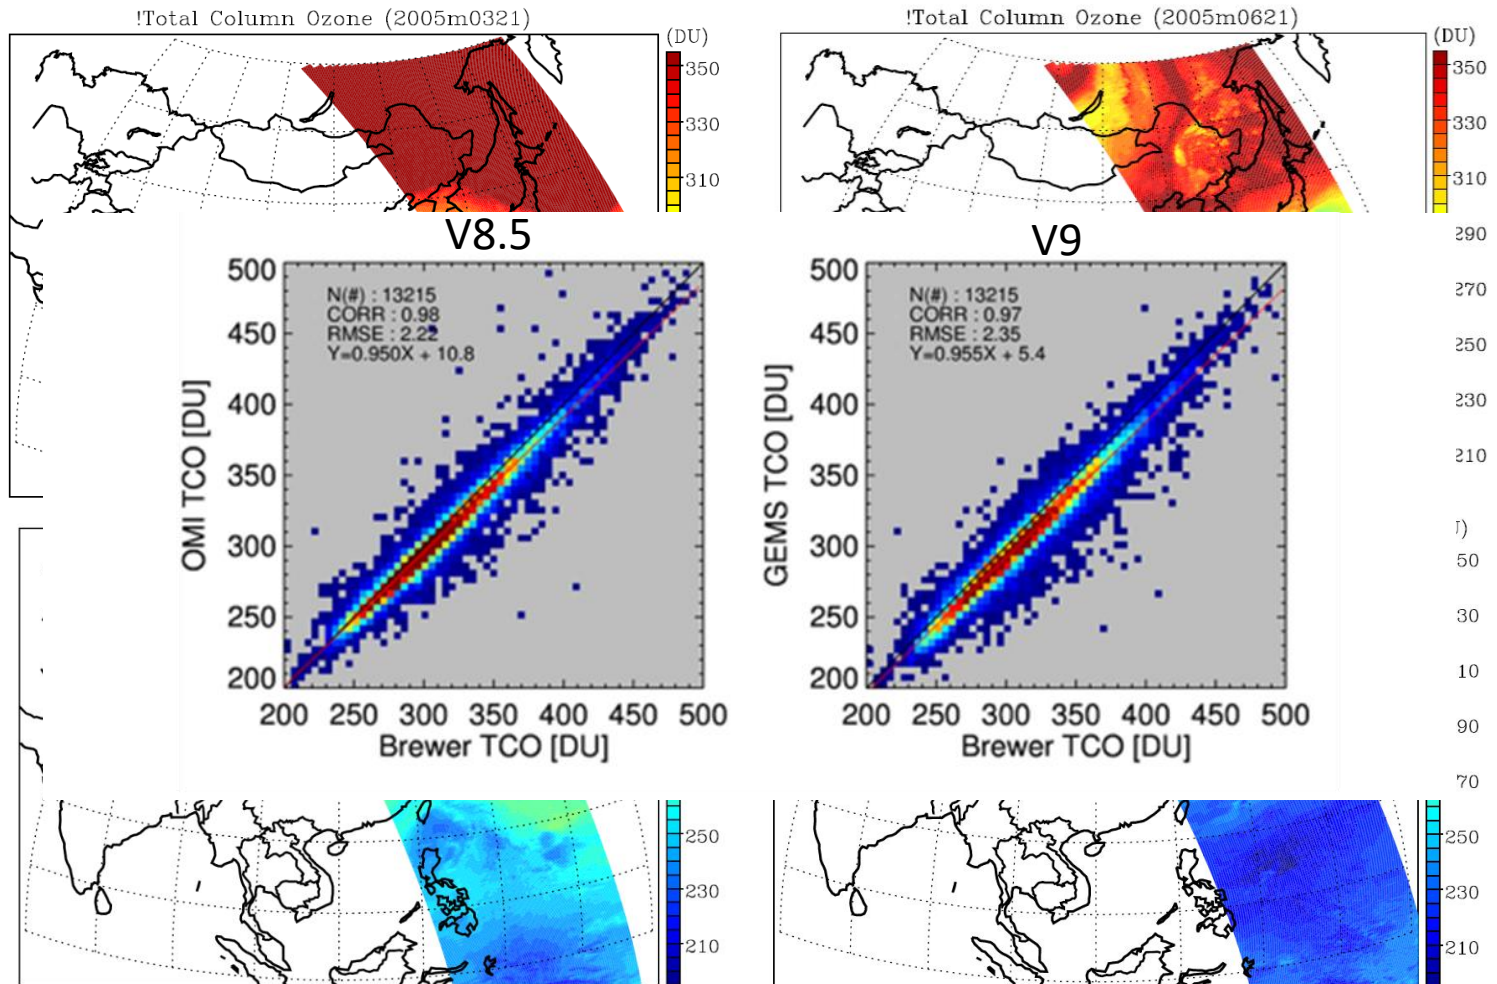 !Total Column Ozone (2005m0321)
(DU)
350
330
310
!Total Column Ozone (2005m0621)
(DU)
350
330
310
290
270
250
230
210
V8.5
N(#) : 13215
CORR : 0.98
RMSE : 2.22
Y=0.950X + 10.8
OMI TCO [DU]
500
450
400
350
300
250
200
200 250 300 350 400 450 500
Brewer TCO [DU]
V9
N(#) : 13215
CORR : 0.97
RMSE : 2.35
Y=0.955X + 5.4
GEMS TCO [DU]
500
450
400
350
300
250
200
200 250 300 350 400 450 500
Brewer TCO [DU]
50
30
10
90
70
250
230
210
250
230
210